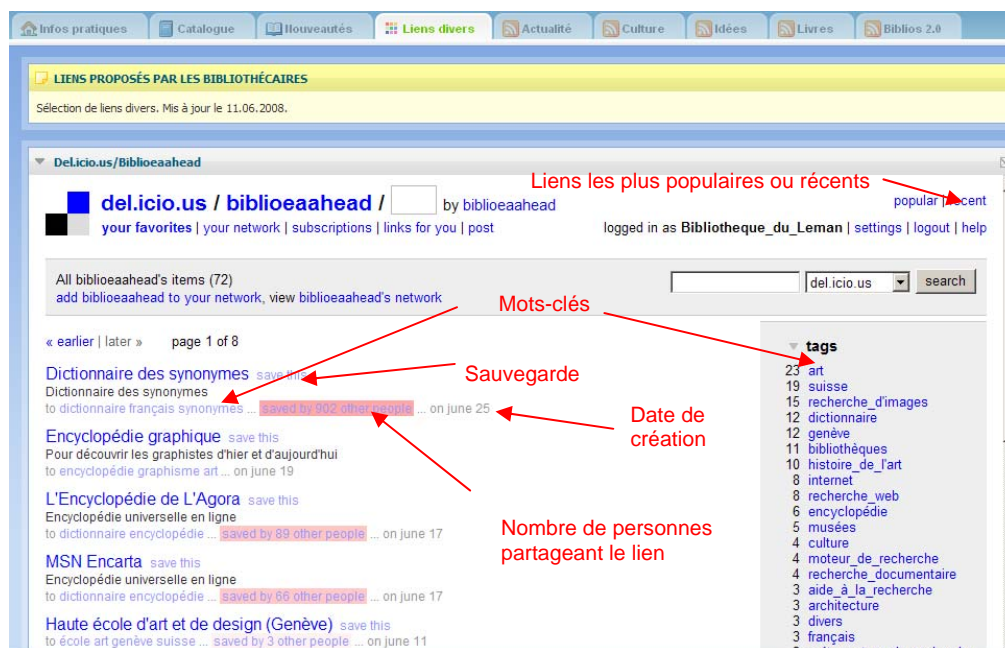 Infos pratiques Catalogue Nouveautés Liens divers Actualité Culture Idées Livres Biblios 2.0
LIENS PROPOSÉS PAR LES BIBLIOTHÉCAIRES
Sélection de liens divers. Mis à jour le 11.06.2008.
Del.icio.us/Biblioeaahead
Liens les plus populaires ou récents
del.icio.us / biblioeaahead / by biblioeaahead
popular | recent
your favorites | your network | subscriptions | links for you | post
logged in as Bibliotheque_du_Leman | settings | logout | help
All biblioeaahead's items (72)
add biblioeaahead to your network, view biblioeaahead's network
del.icio.us search
Mots-clés
« earlier | later » page 1 of 8
Dictionnaire des synonymes save this
Dictionnaire des synonymes
to dictionnaire français synonymes ... saved by 902 other people ... on june 25
Sauvegarde
Date de
création
Encyclopédie graphique save this
Pour découvrir les graphistes d'hier et d'aujourd'hui
to encyclopédie graphisme art ... on june 19
L'Encyclopédie de L'Agora save this
Encyclopédie universelle en ligne
to dictionnaire encyclopédie ... saved by 89 other people ... on june 17
Nombre de personnes
partageant le lien
MSN Encarta save this
Encyclopédie universelle en ligne
to dictionnaire encyclopédie ... saved by 66 other people ... on june 17
Haute école d'art et de design (Genève) save this
to école art genève suisse ... saved by 3 other people ... on june 11
tags
23 art
19 suisse
15 recherche_d'images
12 dictionnaire
12 genève
11 bibliothèques
10 histoire_de_l'art
8 internet
8 recherche_web
6 encyclopédie
5 musées
4 culture
4 moteur_de_recherche
4 recherche_documentaire
3 aide_à_la_recherche
3 architecture
3 divers
3 français